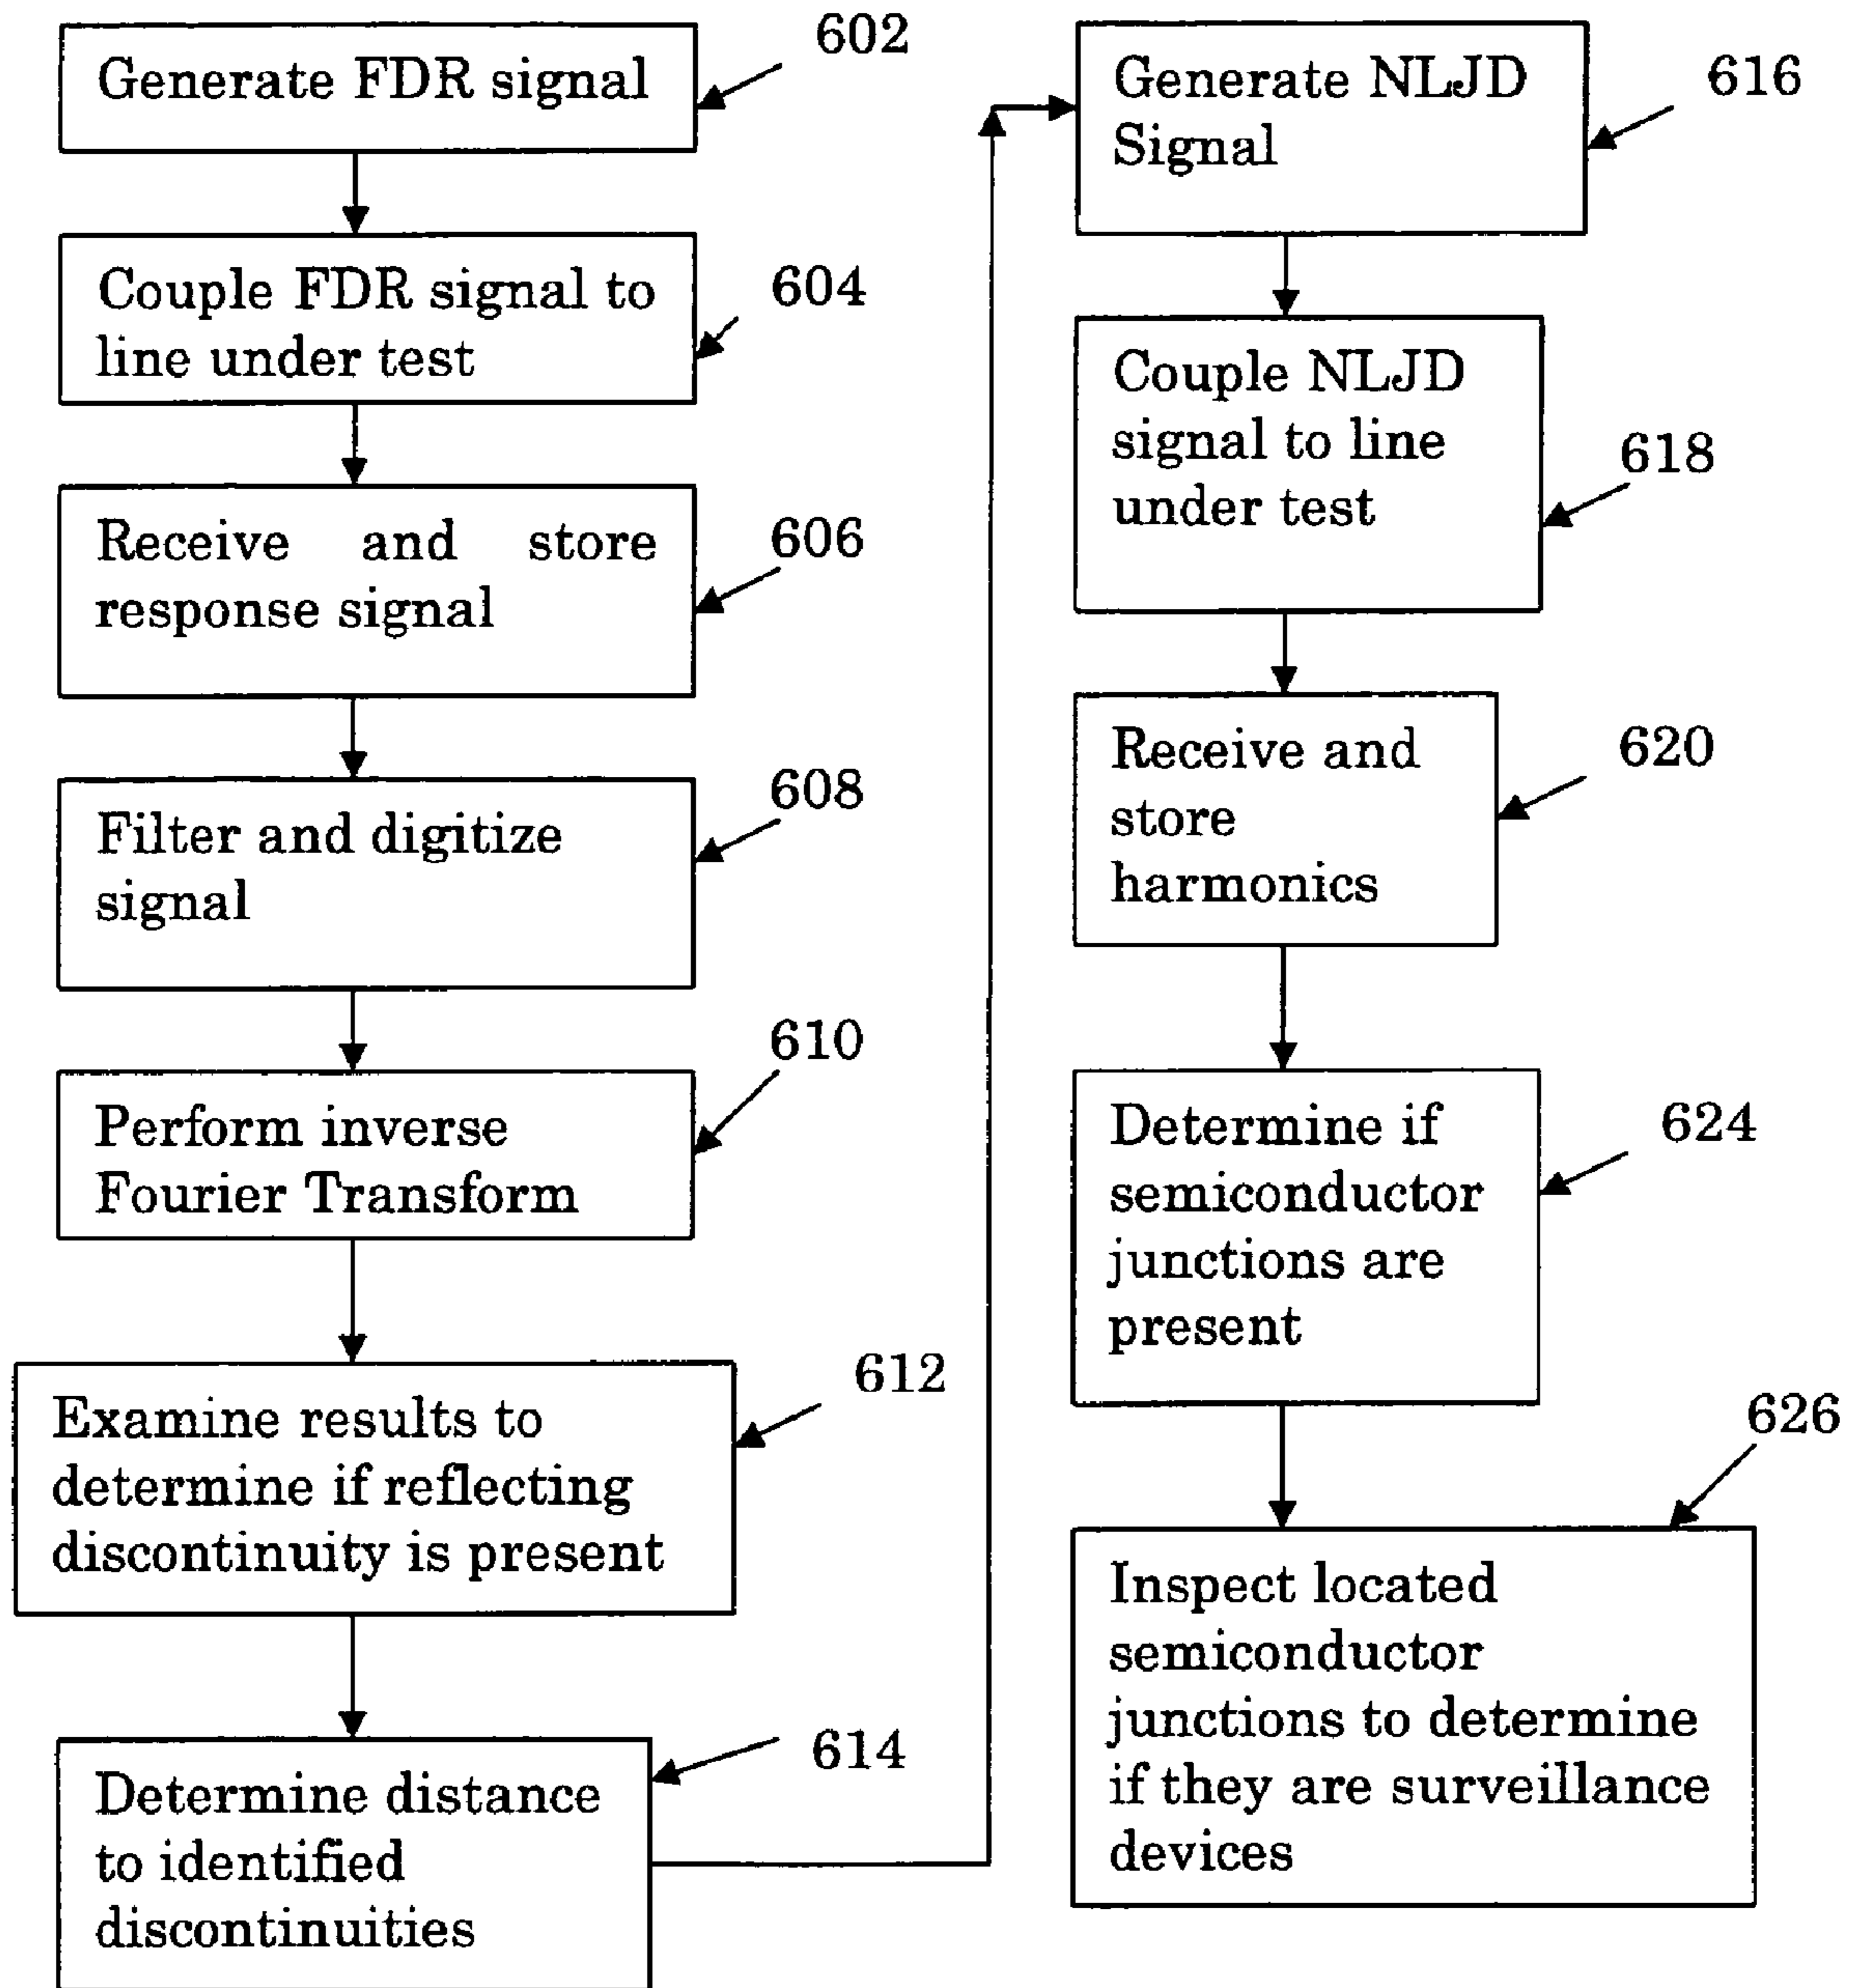 Generate FDR signal
602
Couple FDR signal to
line under test
604
Receive and store
response signal
606
Filter and digitize
signal
608
Perform inverse
Fourier Transform
610
Examine results to
determine if reflecting
discontinuity is present
612
Determine distance
to identified
discontinuities
614
Generate NLJD
Signal
616
Couple NLJD
signal to line
under test
618
Receive and
store
harmonics
620
Determine if
semiconductor
junctions are
present
624
Inspect located
semiconductor
junctions to determine
if they are surveillance
devices
626